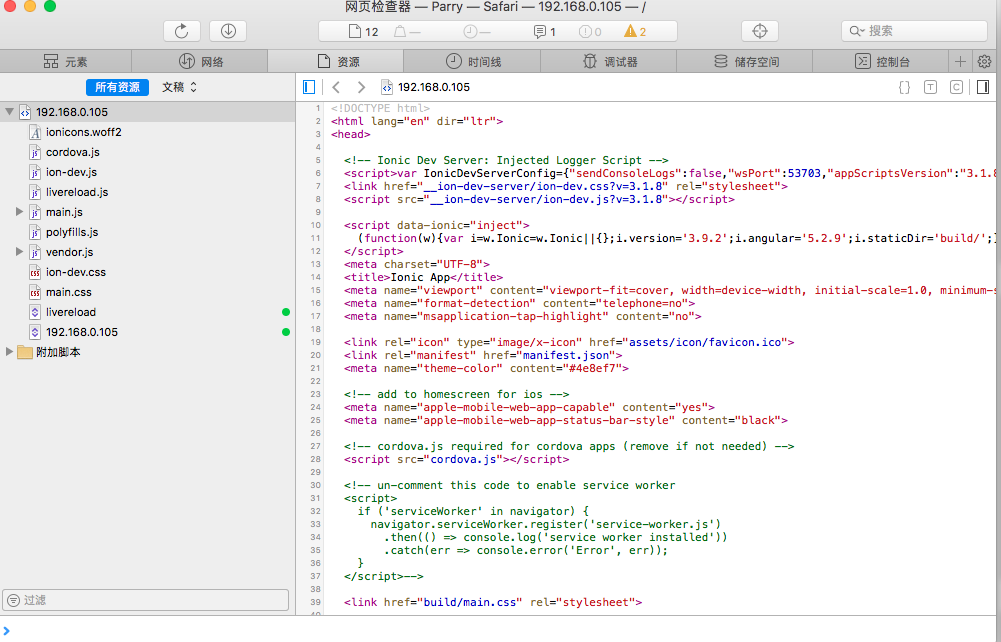 网页检查器 — Parry — Safari — 192.168.0.105 — /
12 — — 1 0 2 搜索
元素 网络 资源 时间线 调试器 储存空间 控制台
所有资源 文稿 192.168.0.105 {} T C
192.168.0.105
ionicons.woff2
cordova.js
ion-dev.js
livereload.js
main.js
polyfills.js
vendor.js
ion-dev.css
main.css
livereload
192.168.0.105
附加脚本
过滤
1 <!DOCTYPE html>
2 <html lang="en" dir="ltr">
3 <head>
4
5 <!-- Ionic Dev Server: Injected Logger Script -->
6 <script>var IonicDevServerConfig={"sendConsoleLogs":false,"wsPort":53703,"appScriptsVersion":"3.1.8
7 <link href="__ion-dev-server/ion-dev.css?v=3.1.8" rel="stylesheet">
8 <script src="__ion-dev-server/ion-dev.js?v=3.1.8"></script>
9
10 <script data-ionic="inject">
11 (function(w){var i=w.Ionic=w.Ionic||{};i.version='3.9.2';i.angular='5.2.9';i.staticDir='build/';}
12 </script>
13 <meta charset="UTF-8">
14 <title>Ionic App</title>
15 <meta name="viewport" content="viewport-fit=cover, width=device-width, initial-scale=1.0, minimum-s
16 <meta name="format-detection" content="telephone=no">
17 <meta name="msapplication-tap-highlight" content="no">
18
19 <link rel="icon" type="image/x-icon" href="assets/icon/favicon.ico">
20 <link rel="manifest" href="manifest.json">
21 <meta name="theme-color" content="#4e8ef7">
22
23 <!-- add to homescreen for ios -->
24 <meta name="apple-mobile-web-app-capable" content="yes">
25 <meta name="apple-mobile-web-app-status-bar-style" content="black">
26
27 <!-- cordova.js required for cordova apps (remove if not needed) -->
28 <script src="cordova.js"></script>
29
30 <!-- un-comment this code to enable service worker
31 <script>
32 if ('serviceWorker' in navigator) {
33 navigator.serviceWorker.register('service-worker.js')
34 .then(() => console.log('service worker installed'))
35 .catch(err => console.error('Error', err));
36 }
37 </script>-->
38
39 <link href="build/main.css" rel="stylesheet">